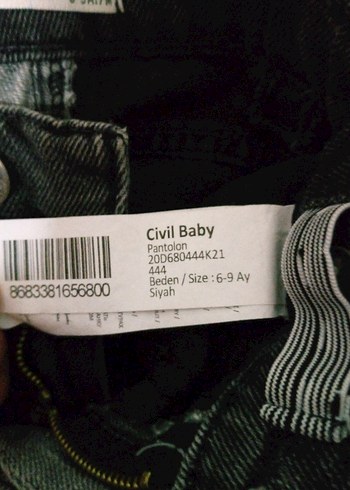 Civil Baby
Pantolon
20D680444K21
444
Beden / Size : 6-9 Ay
Siyah
8683381656800